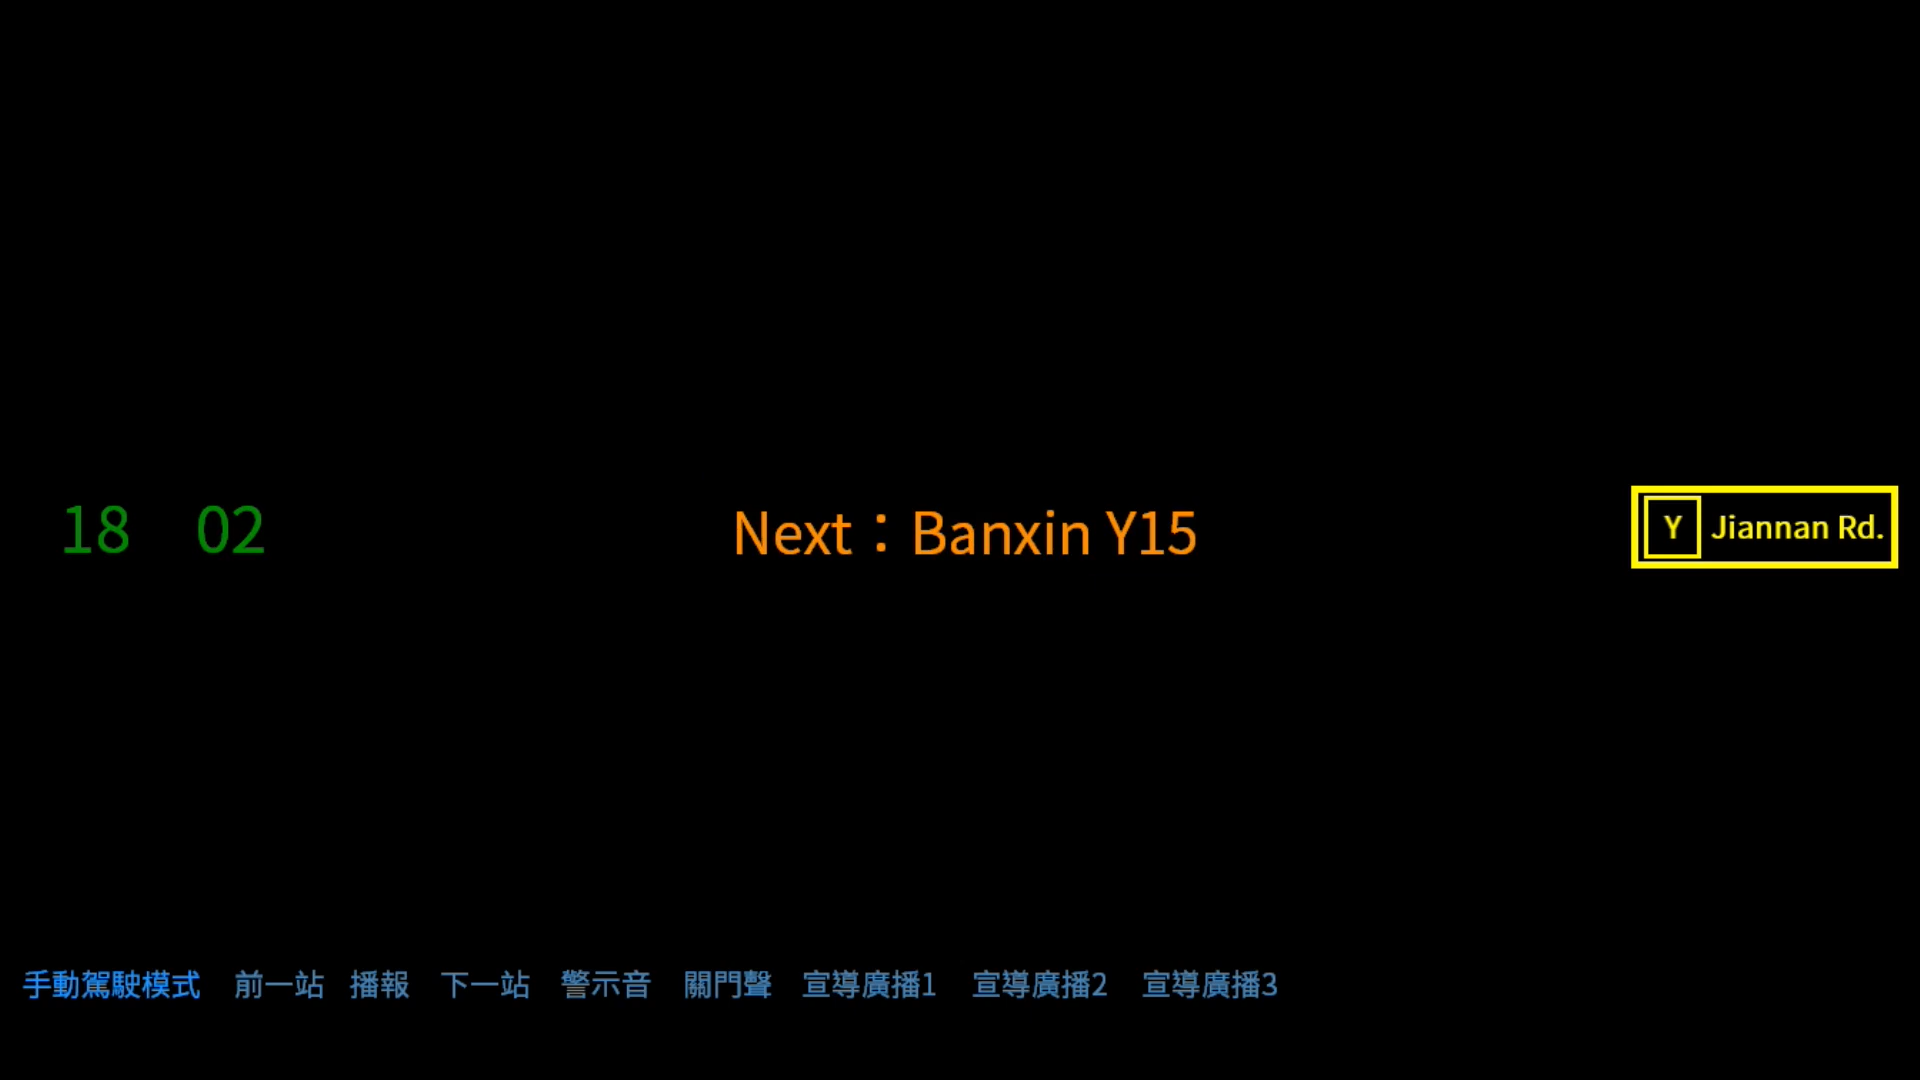 18 02 Next：Banxin Y15 Y Jiannan Rd.
手動駕駛模式 前一站 播報 下一站 警示音 關門聲 宣導廣播1 宣導廣播2 宣導廣播3